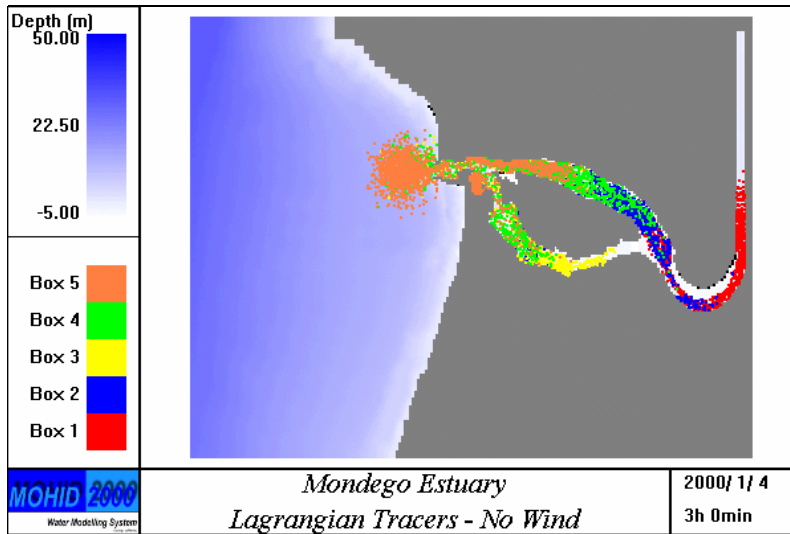 Depth (m)
50.00
22.50
-5.00
Box 5
Box 4
Box 3
Box 2
Box 1
MOHID 2000
Water Modelling System
Mondego Estuary
Lagrangian Tracers - No Wind
2000/ 1/ 4
3h 0min